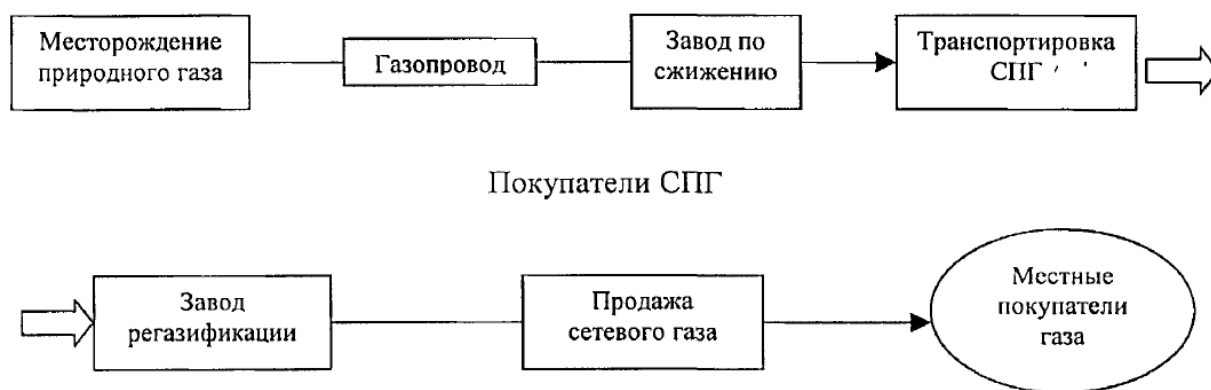 Месторождение
природного газа
Газопровод
Завод по
сжижению
Транспортировка
СПГ
Покупатели СПГ
Завод
регазификации
Продажа
сетевого газа
Местные
покупатели
газа